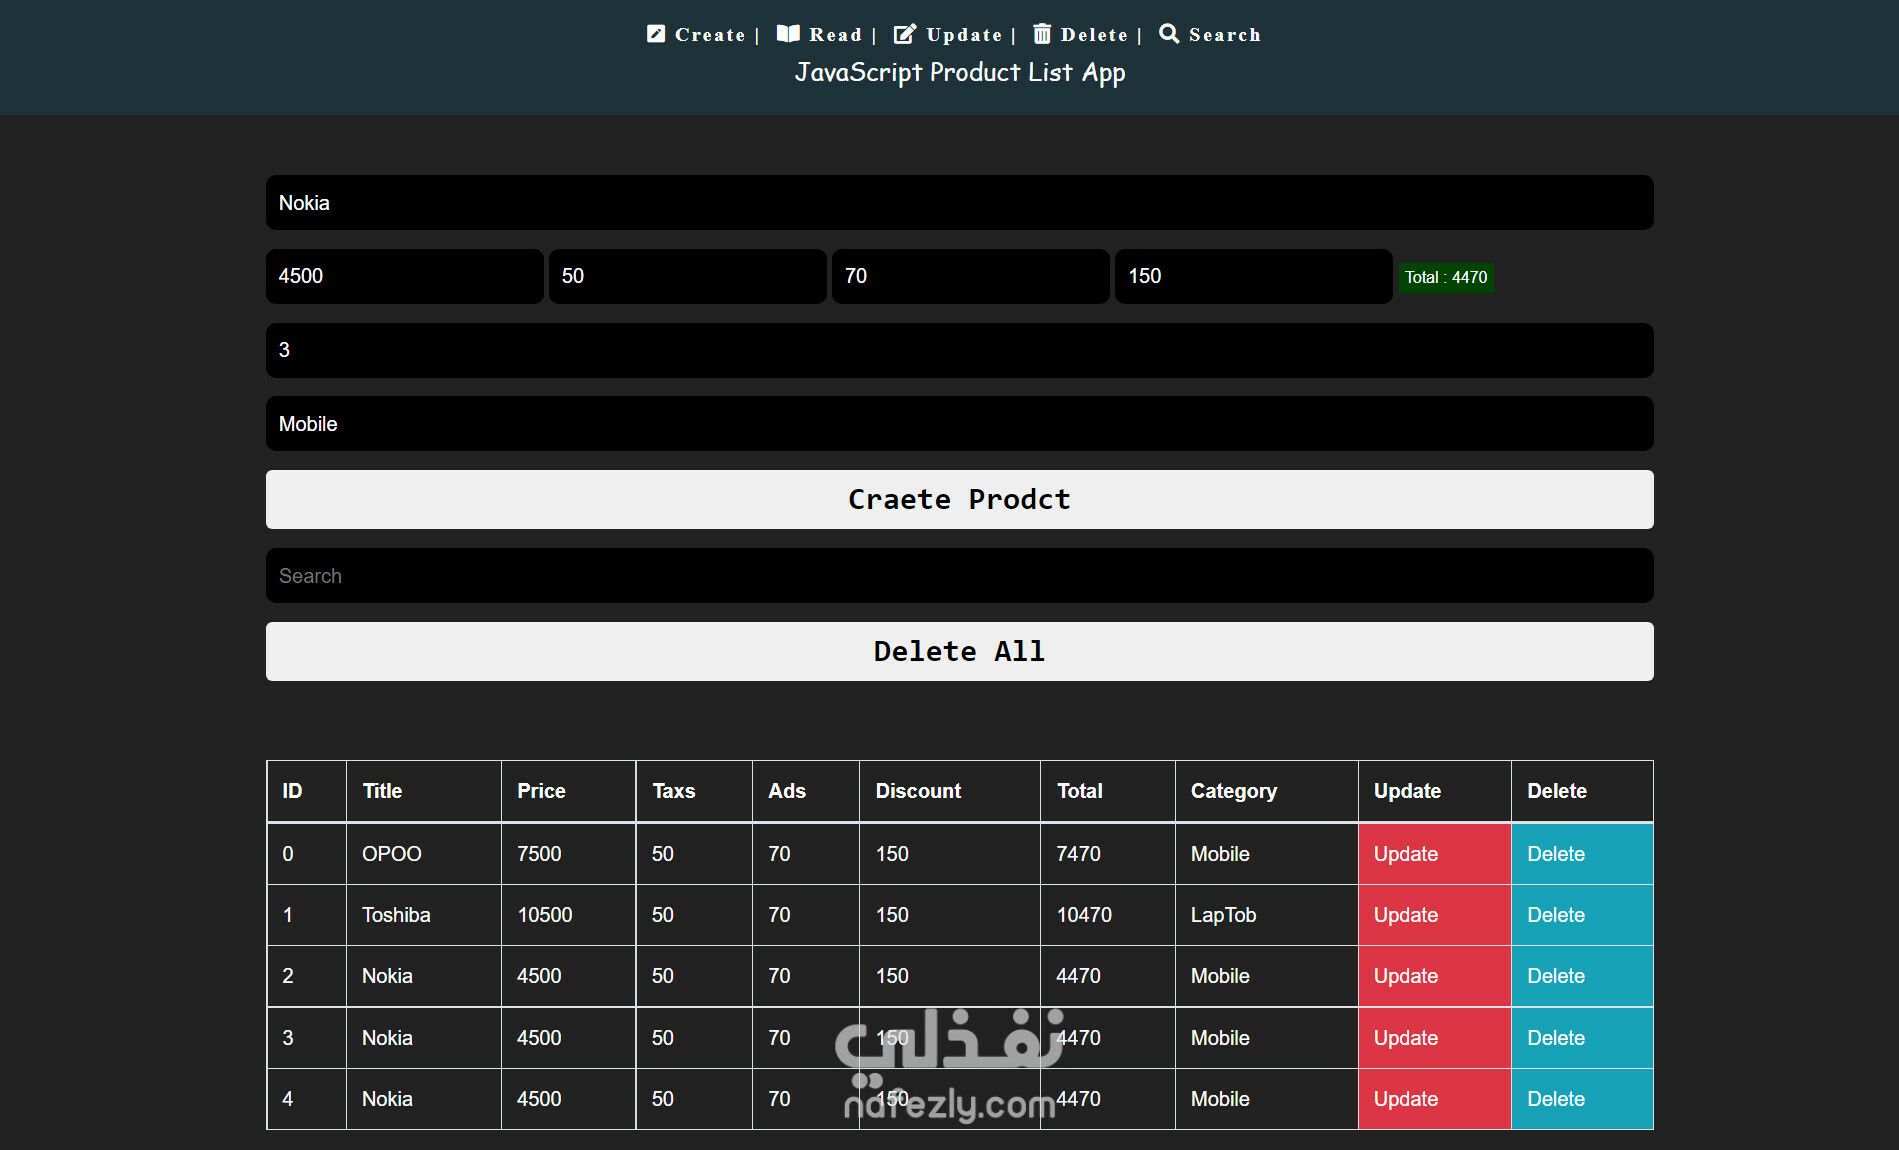 Create | Read | Update | Delete | Search
JavaScript Product List App
Nokia
4500 50 70 150 Total : 4470
3
Mobile
Craete Prodct
Search
Delete All
ID Title Price Taxs Ads Discount Total Category Update Delete
0 OPOO 7500 50 70 150 7470 Mobile Update Delete
1 Toshiba 10500 50 70 150 10470 LapTob Update Delete
2 Nokia 4500 50 70 150 4470 Mobile Update Delete
3 Nokia 4500 50 70 150 4470 Mobile Update Delete
4 Nokia 4500 50 70 150 4470 Mobile Update Delete
نفذلي
nafezly.com